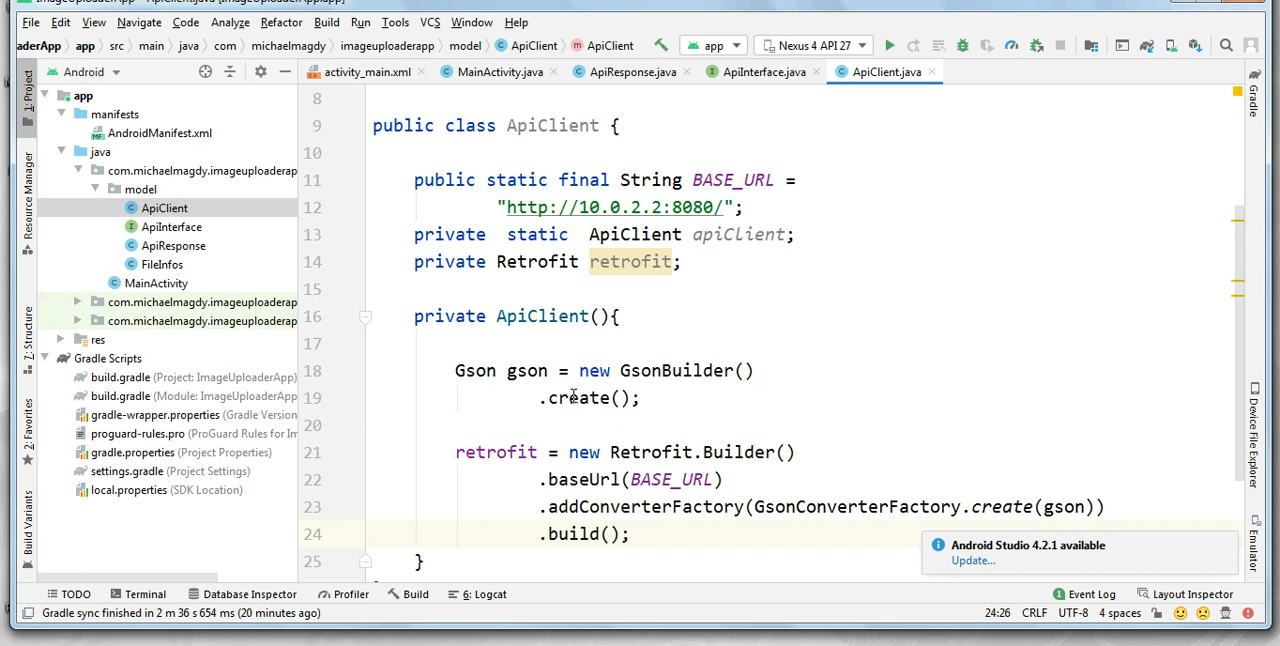 ImageUploaderApp - ApiClient.java [ImageUploaderApp.app]
File Edit View Navigate Code Analyze Refactor Build Run Tools VCS Window Help
aderApp app src main java com michaelmagdy imageuploaderapp model ApiClient ApiClient app Nexus 4 API 27
Android activity_main.xml MainActivity.java ApiResponse.java ApiInterface.java ApiClient.java
1: Project
Resource Manager
7: Structure
2: Favorites
Build Variants
app
manifests
AndroidManifest.xml
java
com.michaelmagdy.imageuploaderap
model
ApiClient
ApiInterface
ApiResponse
FileInfos
MainActivity
com.michaelmagdy.imageuploaderap
com.michaelmagdy.imageuploaderap
res
Gradle Scripts
build.gradle (Project: ImageUploaderApp)
build.gradle (Module: ImageUploaderApp
gradle-wrapper.properties (Gradle Version
proguard-rules.pro (ProGuard Rules for Im
gradle.properties (Project Properties)
settings.gradle (Project Settings)
local.properties (SDK Location)
8
9 public class ApiClient {
10
11 public static final String BASE_URL =
12 "http://10.0.2.2:8080/";
13 private static ApiClient apiClient;
14 private Retrofit retrofit;
15
16 private ApiClient(){
17
18 Gson gson = new GsonBuilder()
19 .create();
20
21 retrofit = new Retrofit.Builder()
22 .baseUrl(BASE_URL)
23 .addConverterFactory(GsonConverterFactory.create(gson))
24 .build();
25 }
Gradle
Device File Explorer
Emulator
Android Studio 4.2.1 available
Update...
TODO Terminal Database Inspector Profiler Build 6: Logcat Event Log Layout Inspector
Gradle sync finished in 2 m 36 s 654 ms (20 minutes ago) 24:26 CRLF UTF-8 4 spaces